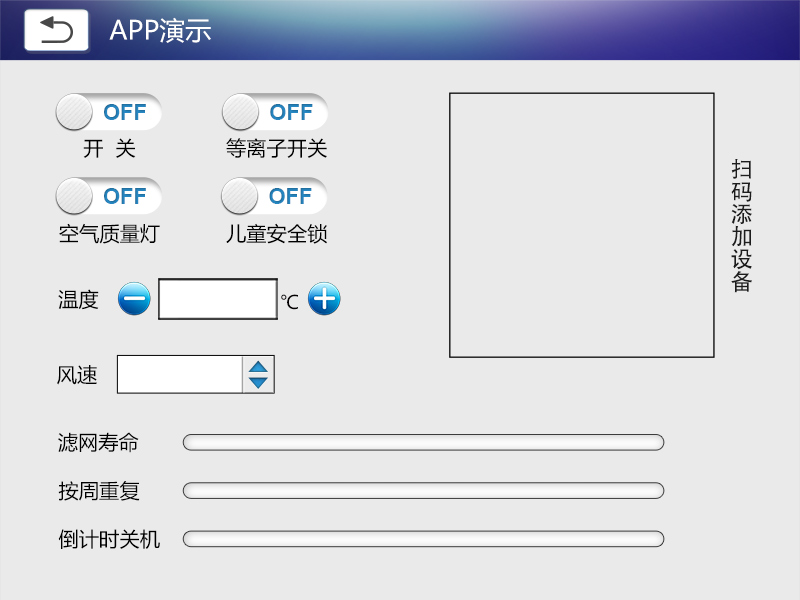 APP演示
OFF
OFF
开 关
等离子开关
OFF
OFF
空气质量灯
儿童安全锁
温度
℃
风速
扫码添加设备
滤网寿命
按周重复
倒计时关机